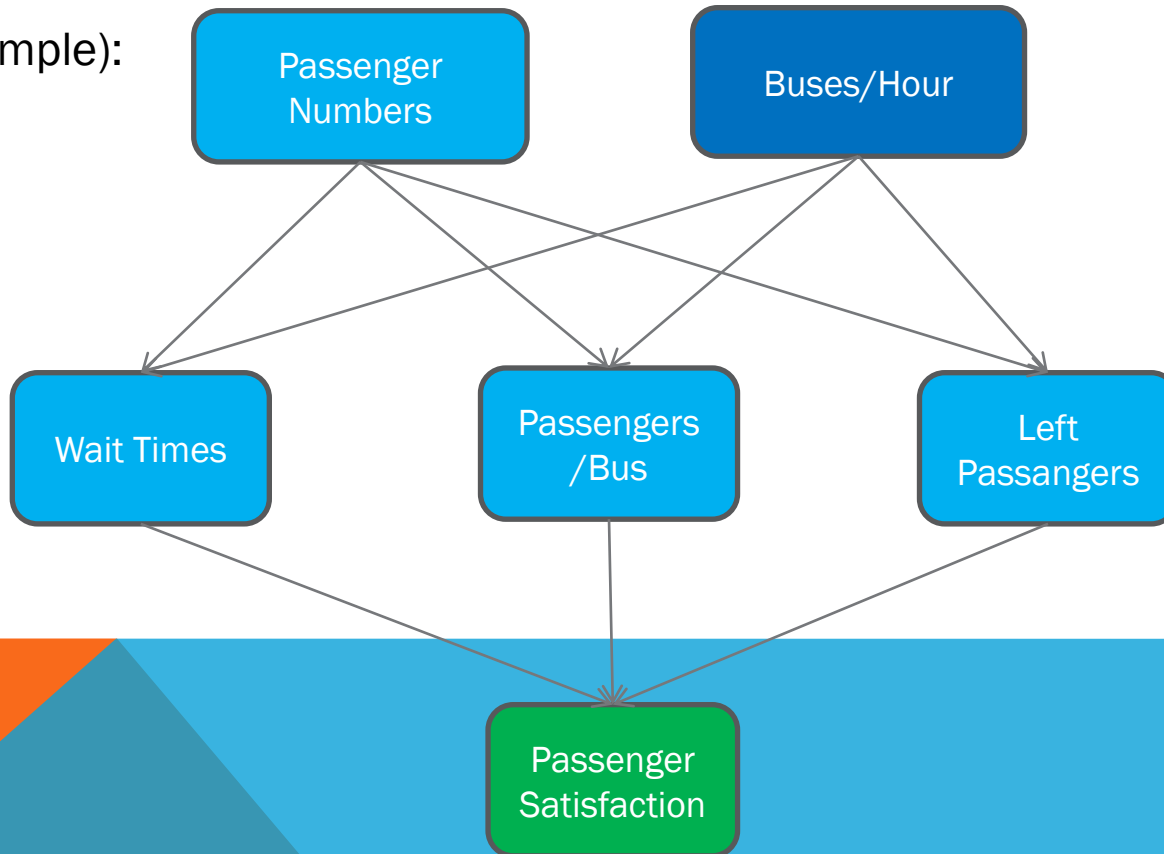 mple):
Passenger
Numbers
Buses/Hour
Wait Times
Passengers
/Bus
Left
Passangers
Passenger
Satisfaction